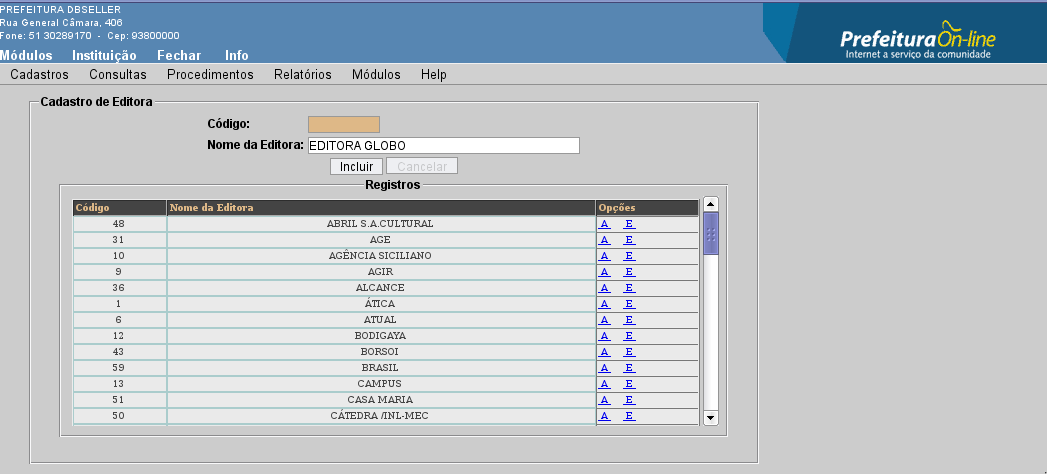 PREFEITURA DBSELLER
Rua General Câmara, 406
Fone: 51 30289170 - Cep: 93800000
Prefeitura On-line
Internet a serviço da comunidade
Módulos Instituição Fechar Info
Cadastros Consultas Procedimentos Relatórios Módulos Help
Cadastro de Editora
Código:
Nome da Editora: EDITORA GLOBO
Incluir Cancelar
Registros
Código Nome da Editora Opções
48 ABRIL S.A.CULTURAL A E
31 AGE A E
10 AGÊNCIA SICILIANO A E
9 AGIR A E
36 ALCANCE A E
1 ÁTICA A E
6 ATUAL A E
12 BODIGAYA A E
43 BORSOI A E
59 BRASIL A E
13 CAMPUS A E
51 CASA MARIA A E
50 CÁTEDRA /INL-MEC A E